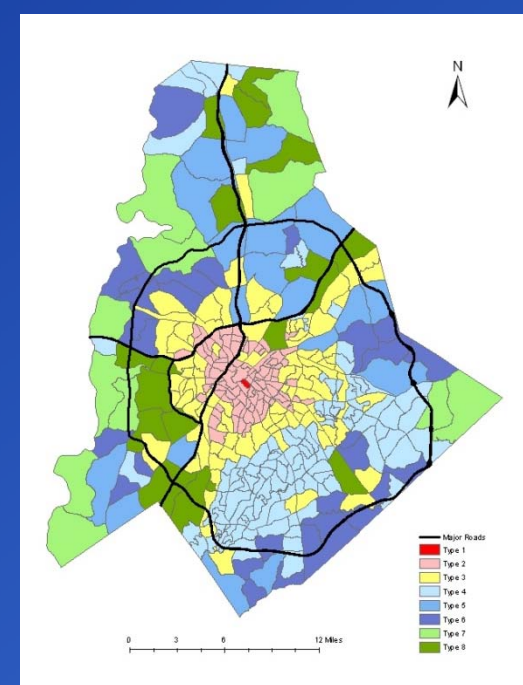 N
Major Roads
Type 1
Type 2
Type 3
Type 4
Type 5
Type 6
Type 7
Type 8
0 3 6 12 Miles